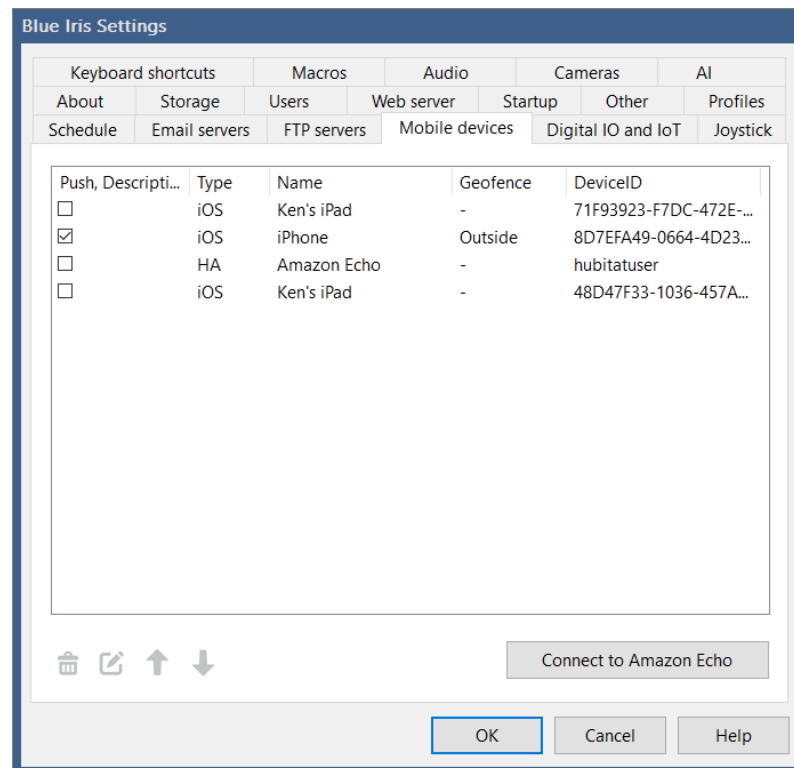 Blue Iris Settings
Keyboard shortcuts Macros Audio Cameras AI
About Storage Users Web server Startup Other Profiles
Schedule Email servers FTP servers Mobile devices Digital IO and IoT Joystick
Push, Descripti... Type Name Geofence DeviceID
iOS Ken's iPad - 71F93923-F7DC-472E-...
iOS iPhone Outside 8D7EFA49-0664-4D23...
HA Amazon Echo - hubitatuser
iOS Ken's iPad - 48D47F33-1036-457A...
Connect to Amazon Echo
OK Cancel Help